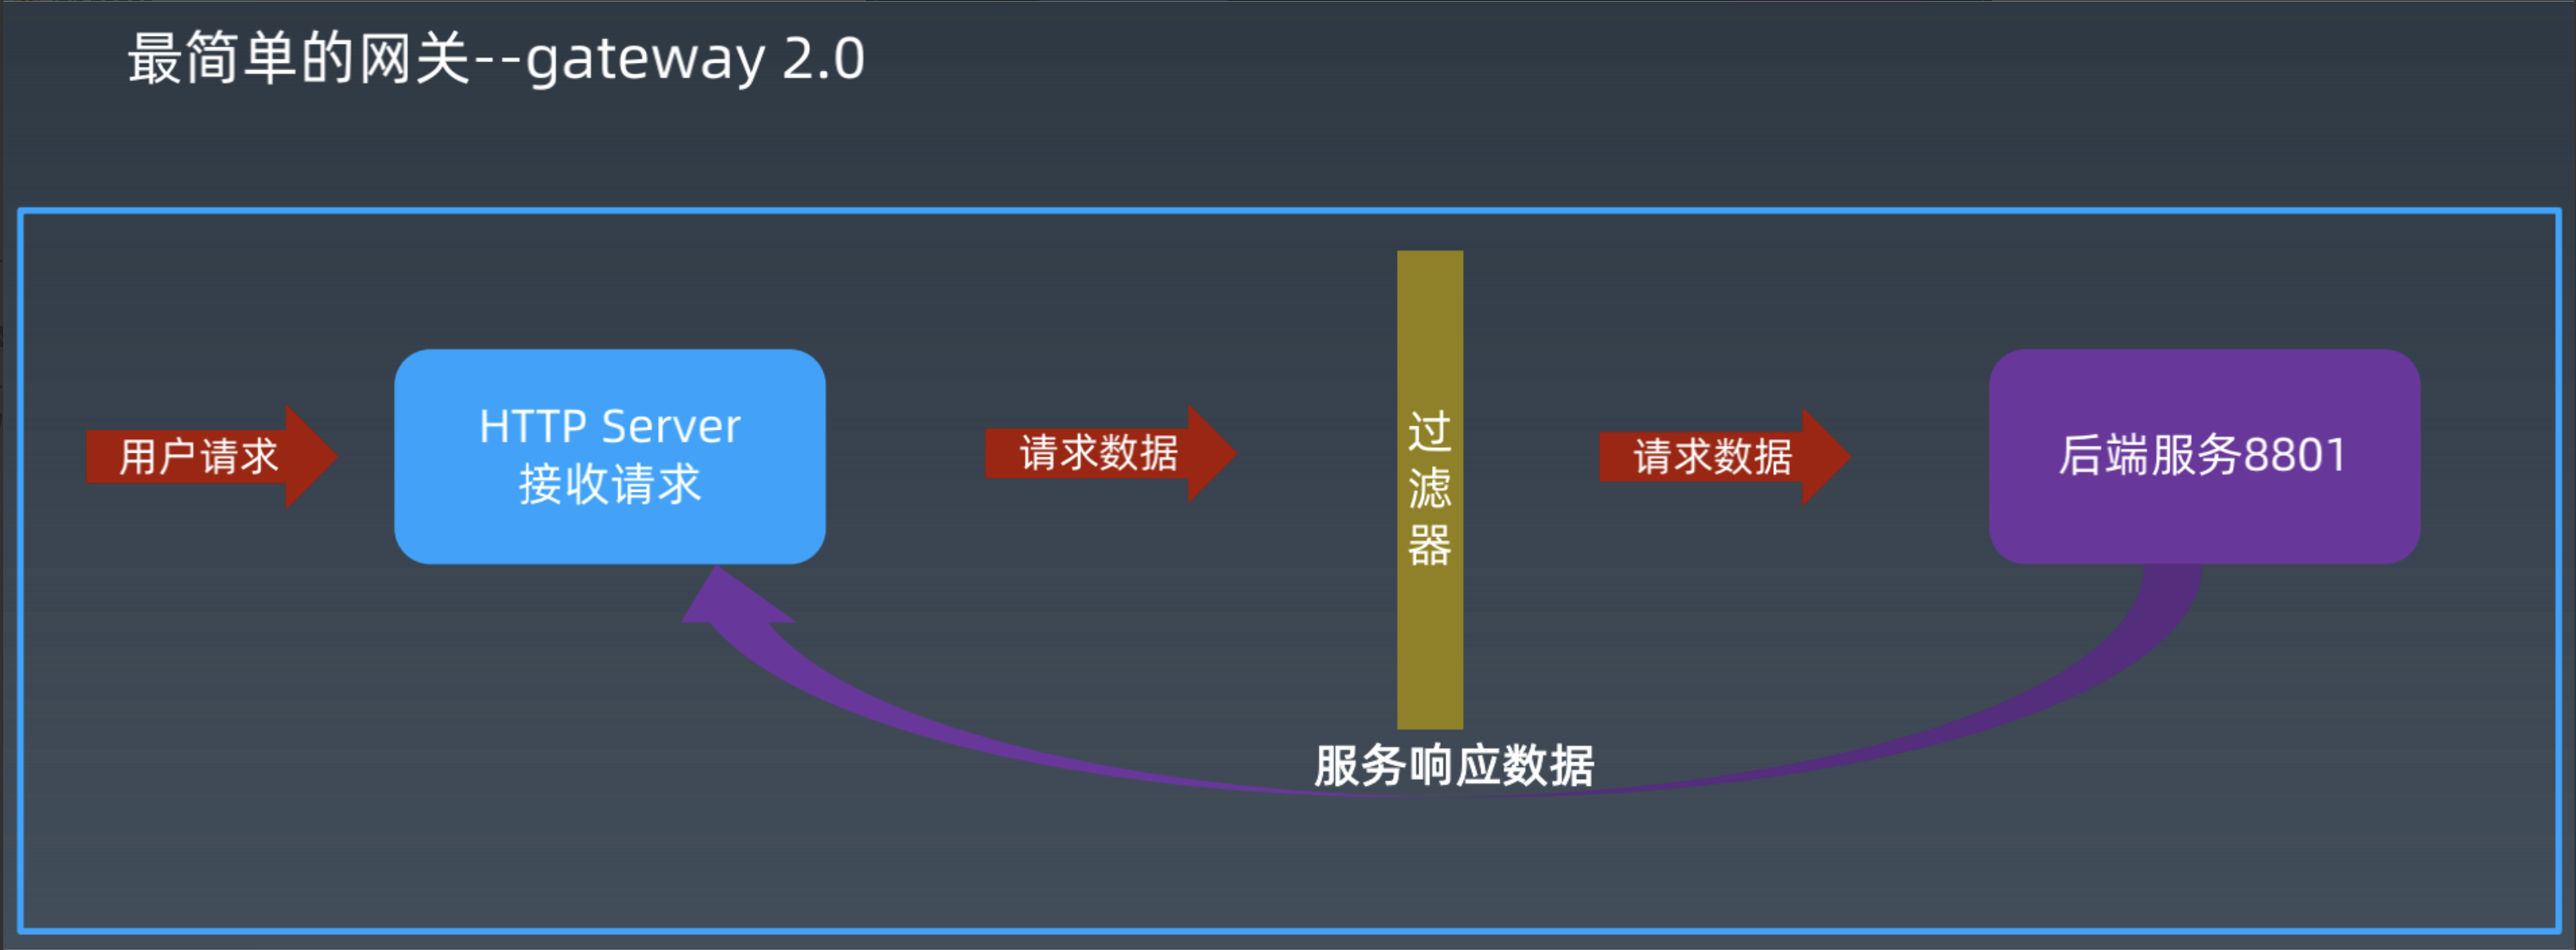 最简单的网关--gateway 2.0
用户请求
HTTP Server
接收请求
请求数据
过
滤
器
请求数据
后端服务8801
服务响应数据